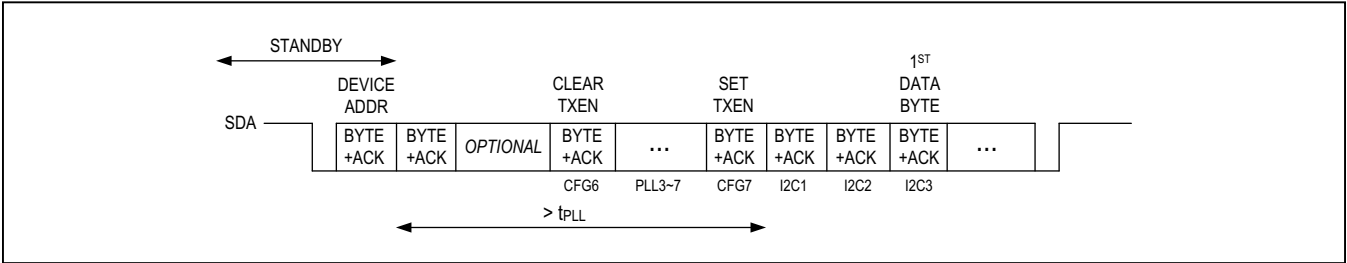 STANDBY
DEVICE
ADDR
CLEAR
TXEN
SET
TXEN
1ST
DATA
BYTE
SDA
BYTE
+ACK
BYTE
+ACK
OPTIONAL
BYTE
+ACK
...
BYTE
+ACK
BYTE
+ACK
BYTE
+ACK
BYTE
+ACK
...
CFG6
PLL3~7
CFG7
I2C1
I2C2
I2C3
> tPLL